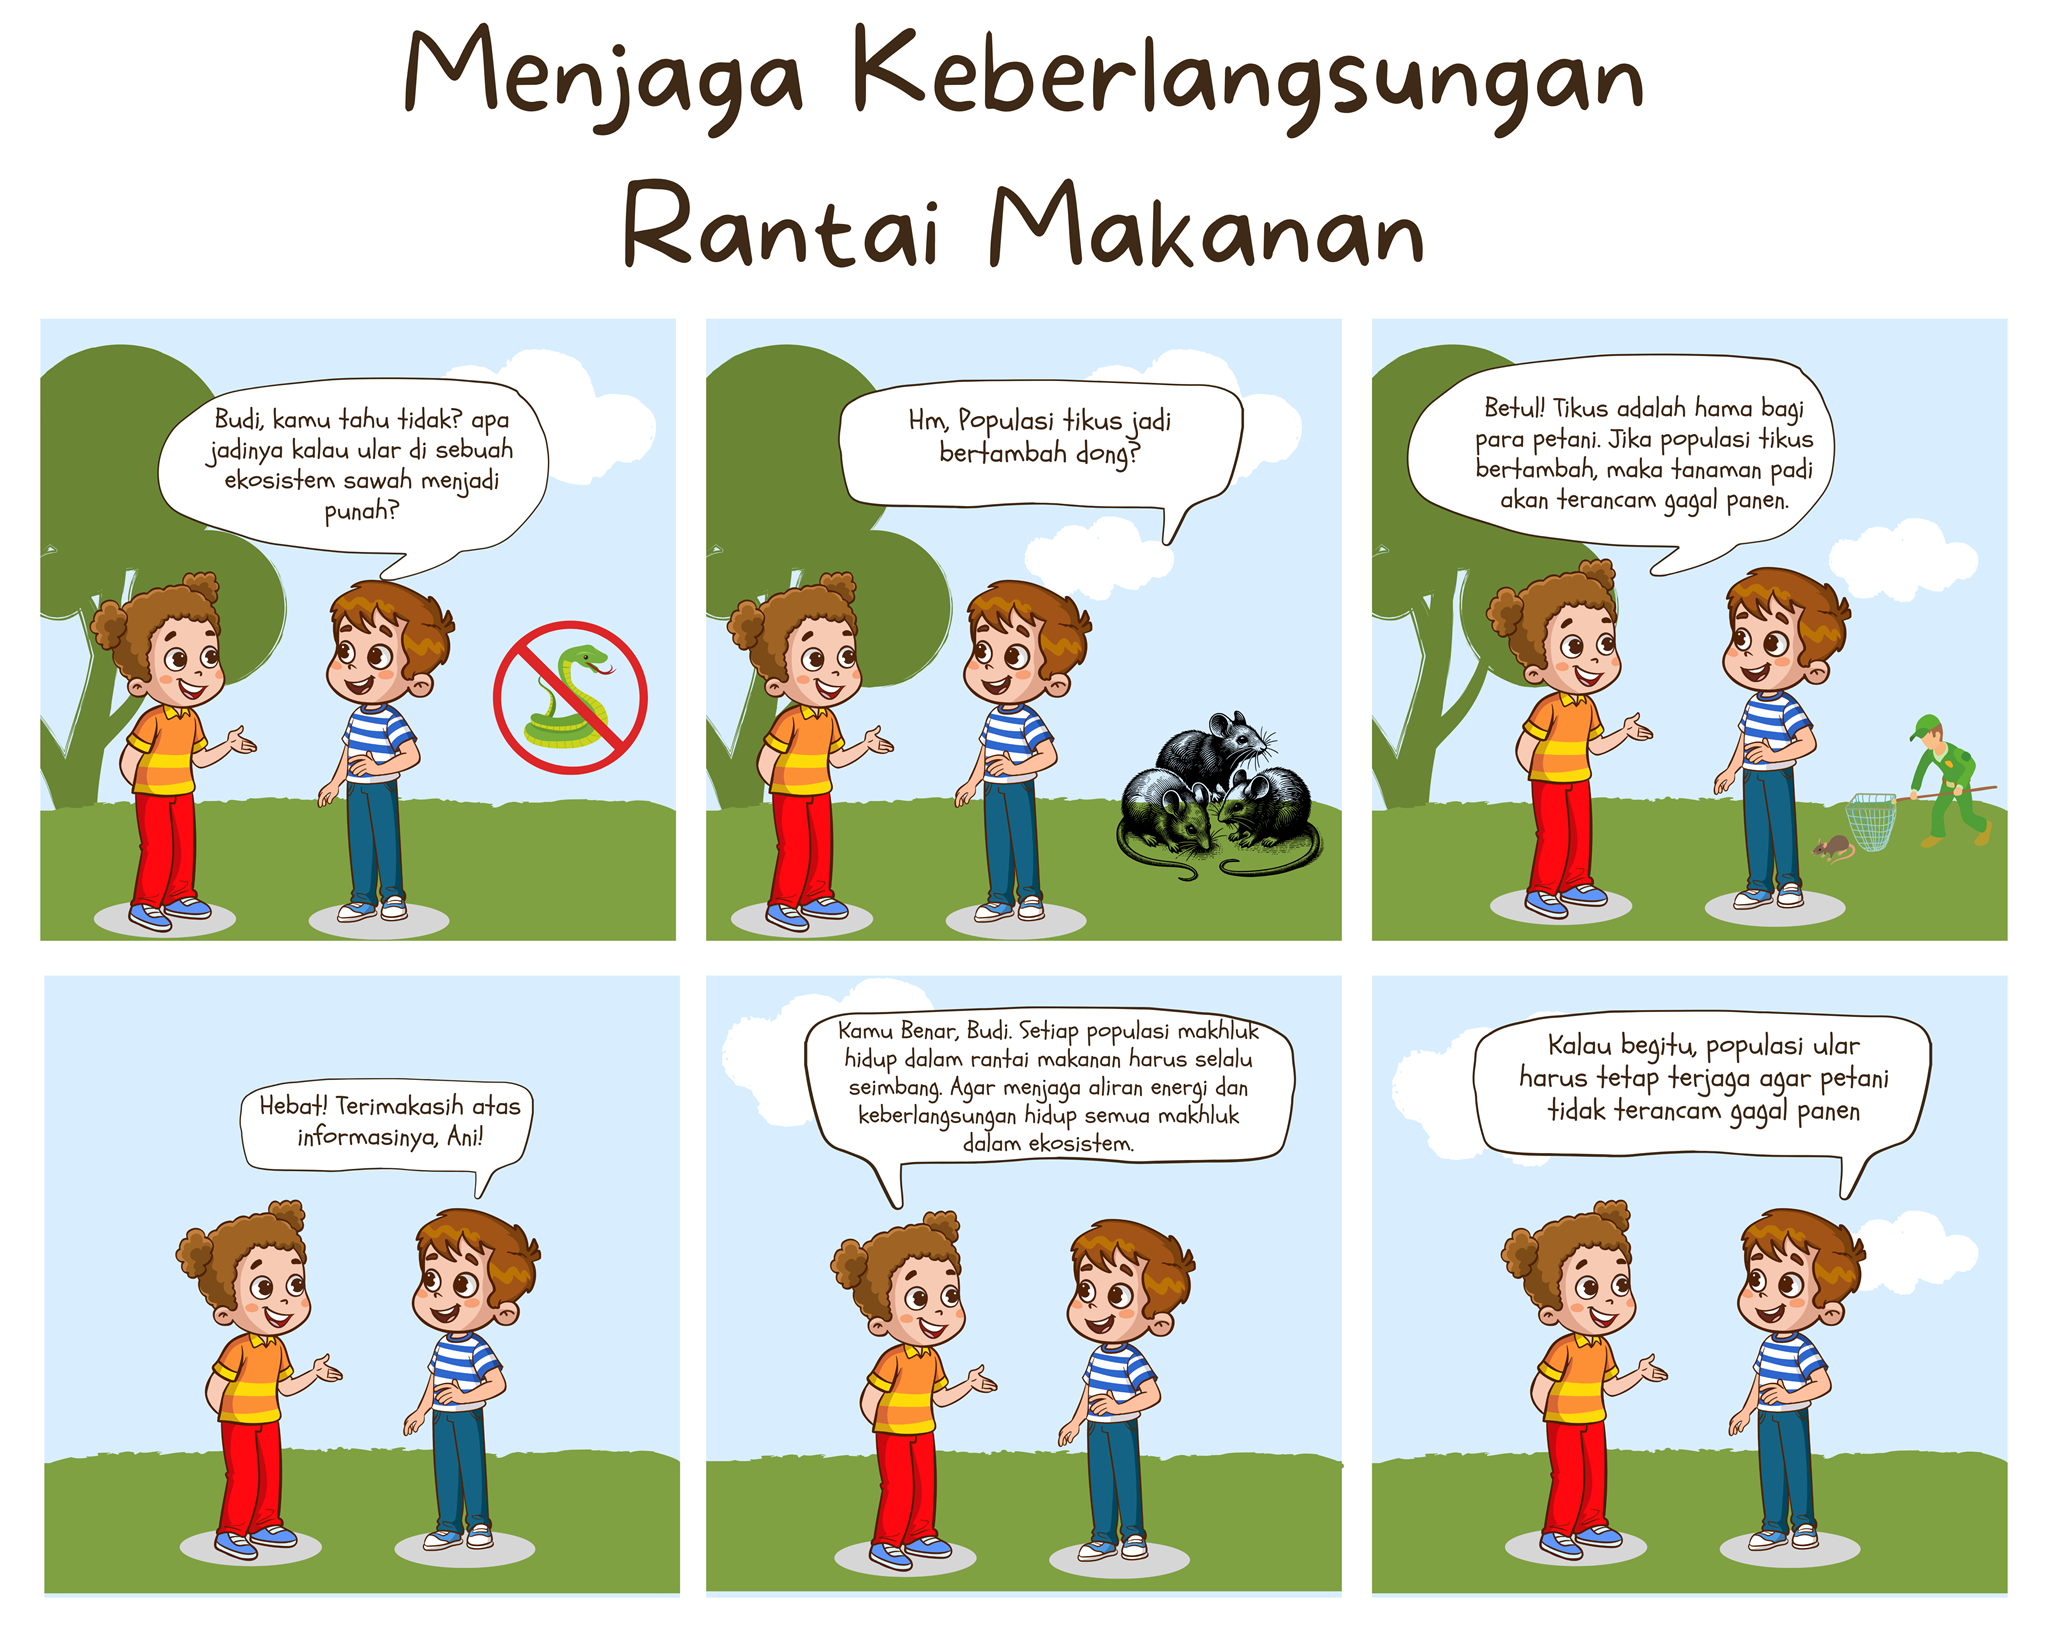 Menjaga Keberlangsungan
Rantai Makanan
Budi, kamu tahu tidak? apa
jadinya kalau ular di sebuah
ekosistem sawah menjadi
punah?
Hm, Populasi tikus jadi
bertambah dong?
Betul! Tikus adalah hama bagi
para petani. Jika populasi tikus
bertambah, maka tanaman padi
akan terancam gagal panen.
Kalau begitu, populasi ular
harus tetap terjaga agar petani
tidak terancam gagal panen
Kamu Benar, Budi. Setiap populasi makhluk
hidup dalam rantai makanan harus selalu
seimbang. Agar menjaga aliran energi dan
keberlangsungan hidup semua makhluk
dalam ekosistem.
Hebat! Terimakasih atas
informasinya, Ani!